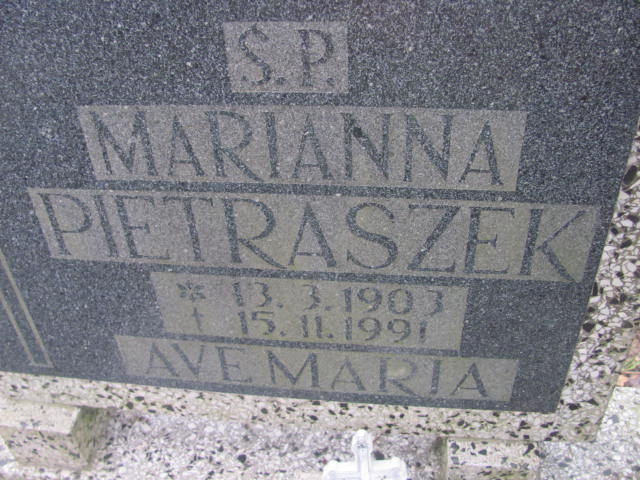 Ś.P.
MARIANNA
PIETRASZEK
* 13.3.1903
† 15.11.1991
AVE MARIA